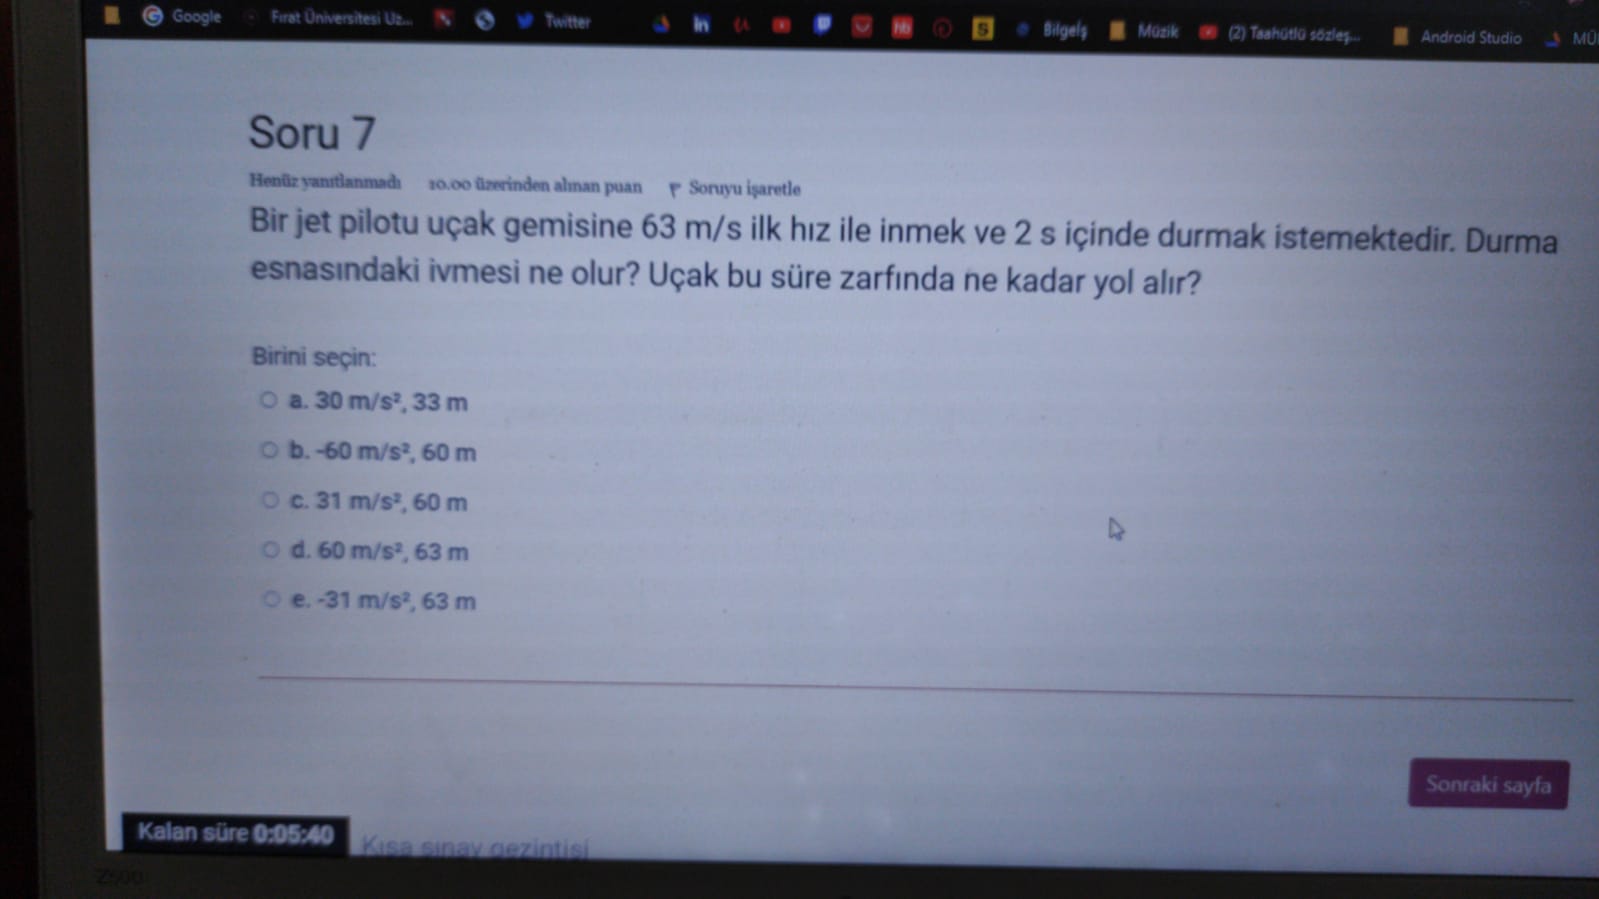 Google Fırat Üniversitesi Uz... Twitter in hb S Bilgelş Müzik (2) Taahütlü sözleş... Android Studio
Soru 7
Henüz yanıtlanmadı 10.00 üzerinden alınan puan Soruyu işaretle
Bir jet pilotu uçak gemisine 63 m/s ilk hız ile inmek ve 2 s içinde durmak istemektedir. Durma
esnasındaki ivmesi ne olur? Uçak bu süre zarfında ne kadar yol alır?
Birini seçin:
a. 30 m/s², 33 m
b. -60 m/s², 60 m
c. 31 m/s², 60 m
d. 60 m/s², 63 m
e. -31 m/s², 63 m
Sonraki sayfa
Kalan süre 0:05:40
Kısa sınav gezintisi
Z500